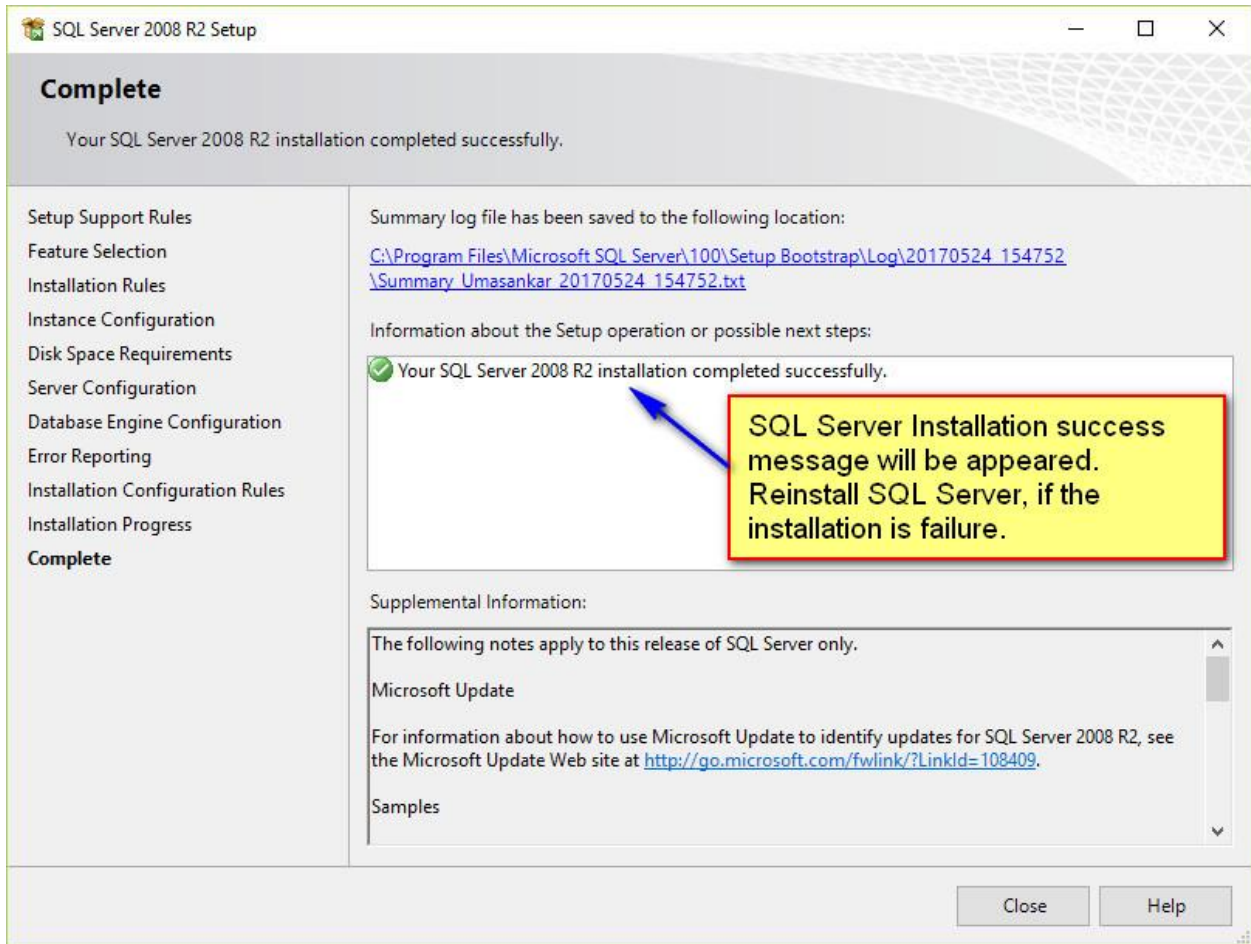 SQL Server 2008 R2 Setup
Complete
Your SQL Server 2008 R2 installation completed successfully.
Setup Support Rules
Feature Selection
Installation Rules
Instance Configuration
Disk Space Requirements
Server Configuration
Database Engine Configuration
Error Reporting
Installation Configuration Rules
Installation Progress
Complete
Summary log file has been saved to the following location:
C:\Program Files\Microsoft SQL Server\100\Setup Bootstrap\Log\20170524_154752
\Summary_Umasankar_20170524_154752.txt
Information about the Setup operation or possible next steps:
Your SQL Server 2008 R2 installation completed successfully.
SQL Server Installation success
message will be appeared.
Reinstall SQL Server, if the
installation is failure.
Supplemental Information:
The following notes apply to this release of SQL Server only.
Microsoft Update
For information about how to use Microsoft Update to identify updates for SQL Server 2008 R2, see
the Microsoft Update Web site at http://go.microsoft.com/fwlink/?LinkId=108409.
Samples
Close
Help